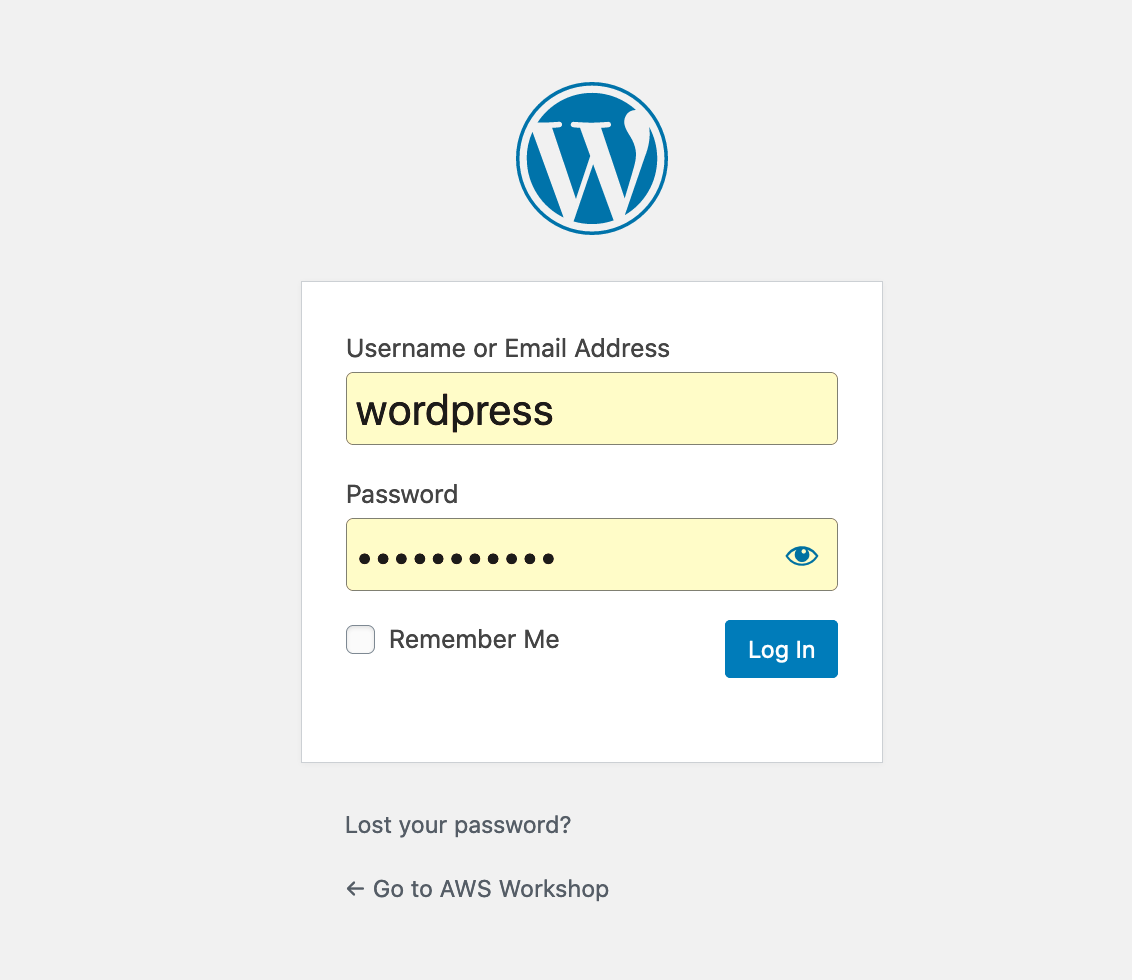 Username or Email Address
wordpress
Password
Remember Me
Log In
Lost your password?
← Go to AWS Workshop